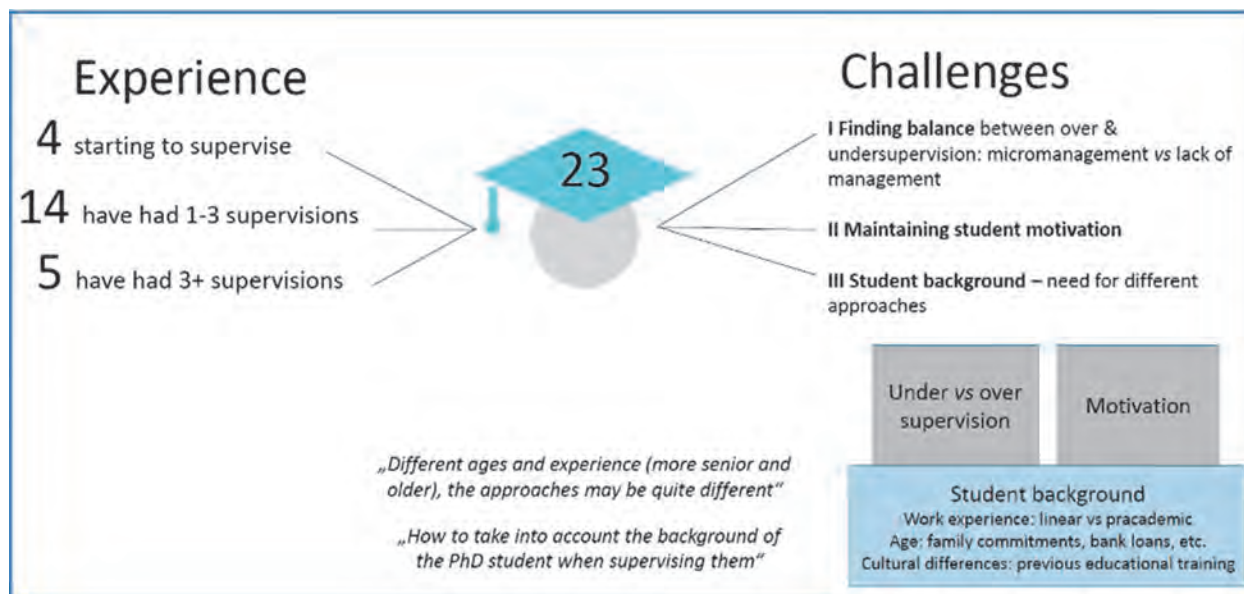 Experience
4 starting to supervise
14 have had 1-3 supervisions
5 have had 3+ supervisions
23
Challenges
I Finding balance between over &
undersupervision: micromanagement vs lack of
management
II Maintaining student motivation
III Student background – need for different
approaches
Under vs over
supervision
Motivation
Student background
Work experience: linear vs pracademic
Age: family commitments, bank loans, etc.
Cultural differences: previous educational training
„Different ages and experience (more senior and
older), the approaches may be quite different“
„How to take into account the background of
the PhD student when supervising them“